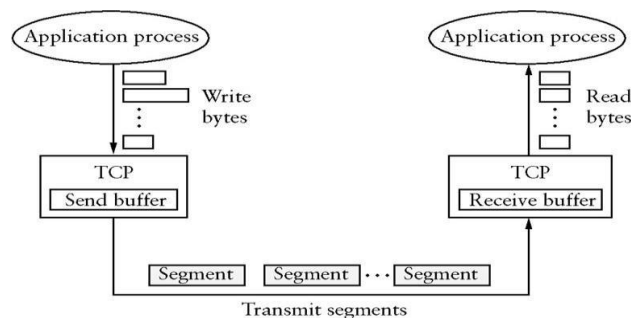 Application process
Application process
Write
bytes
Read
bytes
TCP
Send buffer
TCP
Receive buffer
Segment Segment ... Segment
Transmit segments